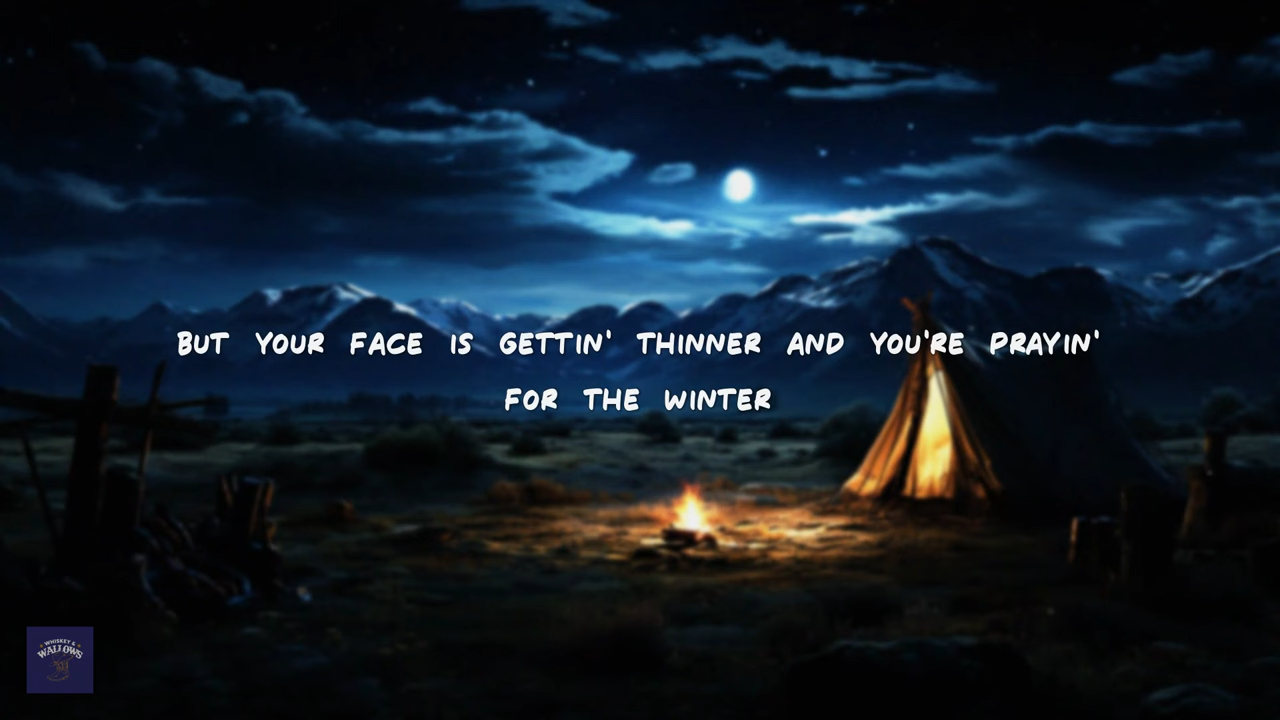 BUT YOUR FACE IS GETTIN' THINNER AND YOU'RE PRAYIN'
FOR THE WINTER
WHISKEY &
WALLOWS